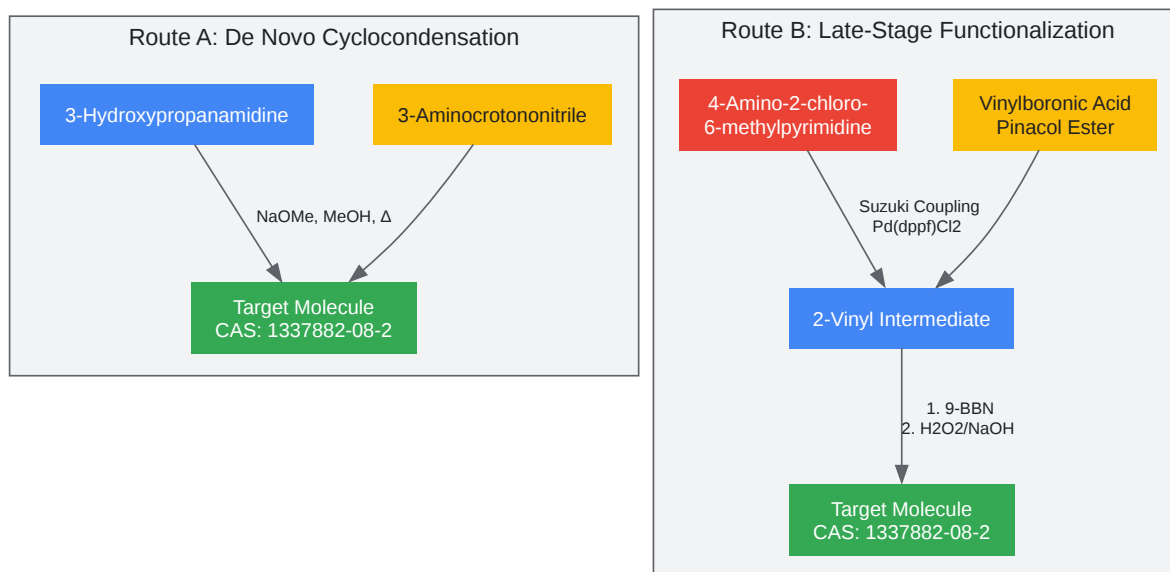 Route A: De Novo Cyclocondensation
3-Hydroxypropanamidine
3-Aminocrotononitrile
NaOMe, MeOH, Δ
Target Molecule
CAS: 1337882-08-2
Route B: Late-Stage Functionalization
4-Amino-2-chloro-
6-methylpyrimidine
Vinylboronic Acid
Pinacol Ester
Suzuki Coupling
Pd(dppf)Cl2
2-Vinyl Intermediate
1. 9-BBN
2. H2O2/NaOH
Target Molecule
CAS: 1337882-08-2